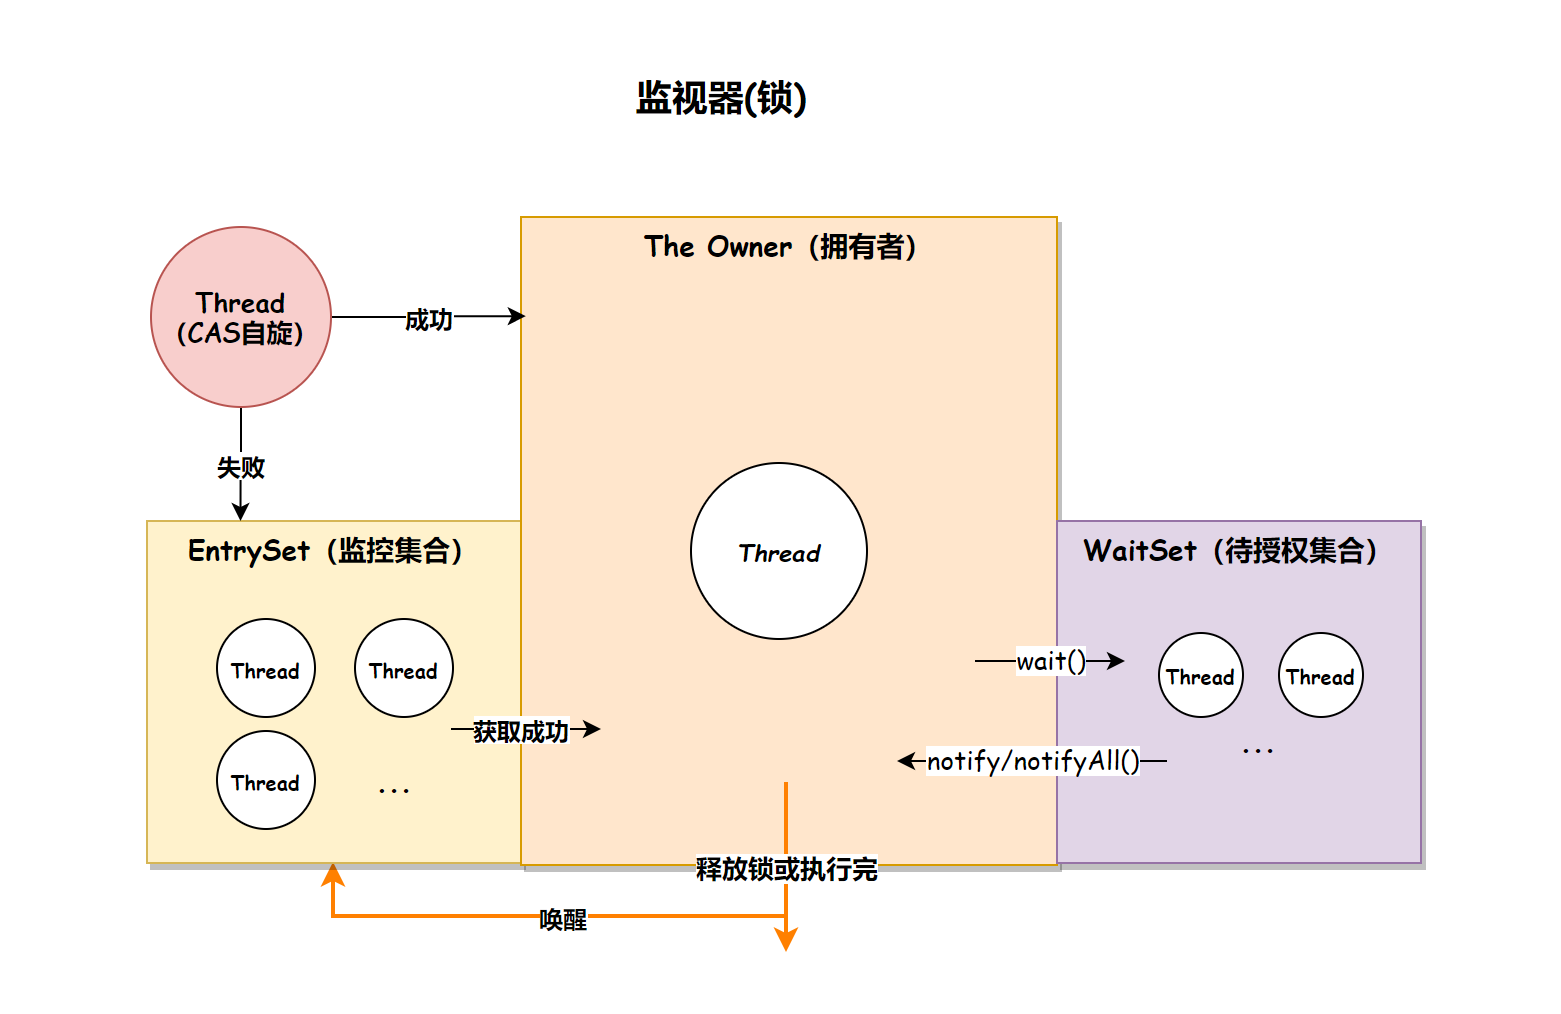 监视器(锁)
The Owner（拥有者）
Thread
（CAS自旋）
成功
失败
EntrySet（监控集合）
Thread
Thread
Thread
...
获取成功
Thread
WaitSet（待授权集合）
wait()
Thread
Thread
...
notify/notifyAll()
释放锁或执行完
唤醒